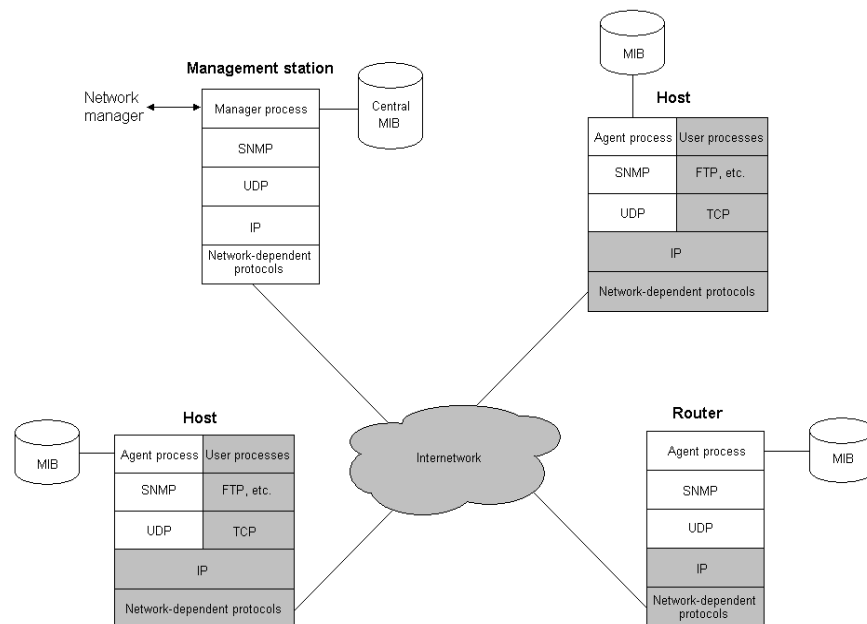 Management station
Network
manager
Manager process
SNMP
UDP
IP
Network-dependent
protocols
Central
MIB
MIB
Host
Agent process
User processes
SNMP
FTP, etc.
UDP
TCP
IP
Network-dependent protocols
Internetwork
Host
MIB
Agent process
User processes
SNMP
FTP, etc.
UDP
TCP
IP
Network-dependent protocols
Router
Agent process
SNMP
UDP
IP
Network-dependent
protocols
MIB